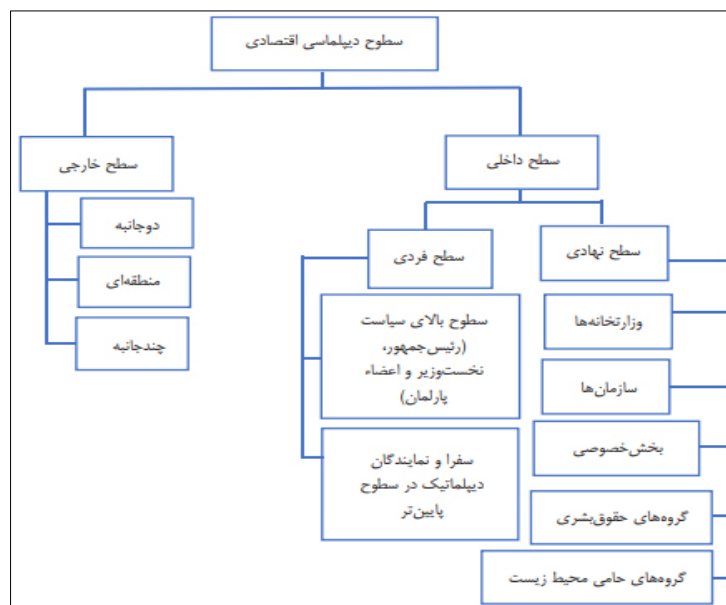 سطوح دیپلماسی اقتصادی
سطح داخلی
سطح خارجی
سطح نهادی
وزارتخانه‌ها
سازمان‌ها
بخش‌خصوصی
گروه‌های حقوق‌بشری
گروه‌های حامی محیط زیست
سطح فردی
سطوح بالای سیاست
(رئیس‌جمهور،
نخست‌وزیر و اعضاء
پارلمان)
سفرا و نمایندگان
دیپلماتیک در سطوح
پایین‌تر
دوجانبه
منطقه‌ای
چندجانبه